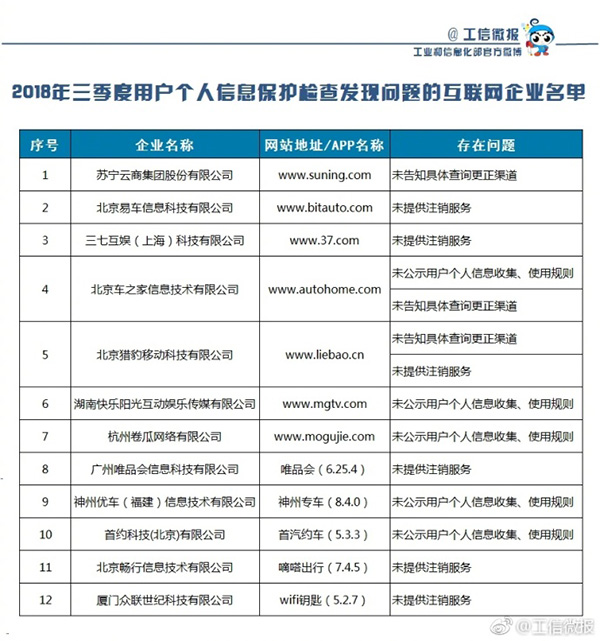 @工信微报
工业和信息化部官方微博
2018年三季度用户个人信息保护检查发现问题的互联网企业名单
序号 企业名称 网站地址/APP名称 存在问题
1 苏宁云商集团股份有限公司 www.suning.com 未告知具体查询更正渠道
2 北京易车信息科技有限公司 www.bitauto.com 未提供注销服务
3 三七互娱（上海）科技有限公司 www.37.com 未提供注销服务
4 北京车之家信息技术有限公司 www.autohome.com 未公示用户个人信息收集、使用规则
未告知具体查询更正渠道
5 北京猎豹移动科技有限公司 www.liebao.cn 未告知具体查询更正渠道
未提供注销服务
6 湖南快乐阳光互动娱乐传媒有限公司 www.mgtv.com 未公示用户个人信息收集、使用规则
7 杭州卷瓜网络有限公司 www.mogujie.com 未公示用户个人信息收集、使用规则
8 广州唯品会信息科技有限公司 唯品会（6.25.4） 未提供注销服务
9 神州优车（福建）信息技术有限公司 神州专车（8.4.0） 未公示用户个人信息收集、使用规则
10 首约科技(北京)有限公司 首汽约车（5.3.3） 未公示用户个人信息收集、使用规则
11 北京畅行信息技术有限公司 嘀嗒出行（7.4.5） 未提供注销服务
12 厦门众联世纪科技有限公司 wifi钥匙（5.2.7） 未提供注销服务
@工信微报